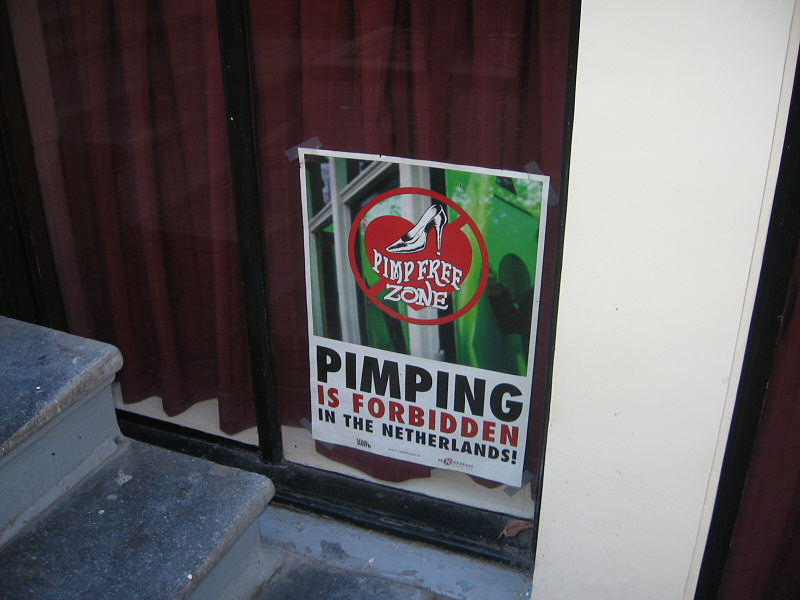 PIMP FREE
ZONE
PIMPING
IS FORBIDDEN
IN THE NETHERLANDS!